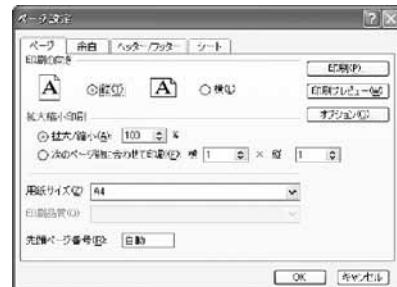 ページ設定
ページ 余白 ヘッダー/フッター シート
印刷の向き
印刷(P)...
A 縦(T) A 横(L)
印刷プレビュー(W)
拡大縮小印刷
オプション(O)...
拡大/縮小(A): 100 %
次のページ数に合わせて印刷(F): 横 1 × 縦 1
用紙サイズ(Z): A4
印刷品質(Q):
先頭ページ番号(R): 自動
OK キャンセル